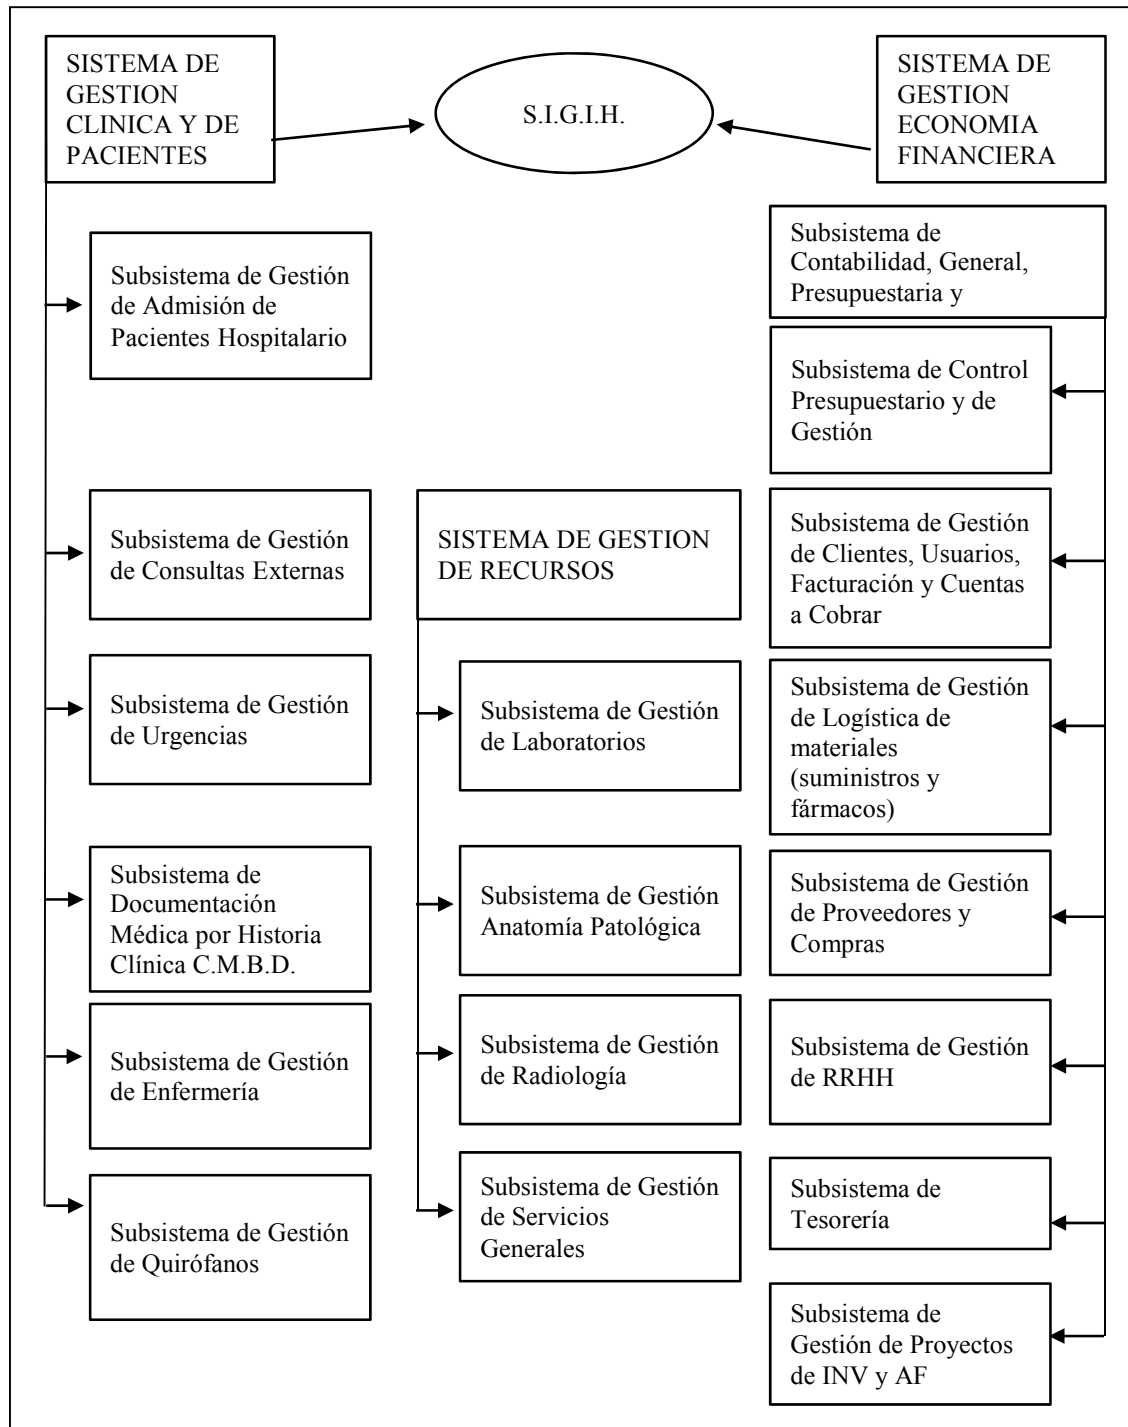 SISTEMA DE
GESTION
CLINICA Y DE
PACIENTES
S.I.G.I.H.
SISTEMA DE
GESTION
ECONOMIA
FINANCIERA
Subsistema de Gestión
de Admisión de
Pacientes Hospitalario
Subsistema de Gestión
de Consultas Externas
Subsistema de Gestión
de Urgencias
Subsistema de
Documentación
Médica por Historia
Clínica C.M.B.D.
Subsistema de Gestión
de Enfermería
Subsistema de Gestión
de Quirófanos
SISTEMA DE GESTION
DE RECURSOS
Subsistema de Gestión
de Laboratorios
Subsistema de Gestión
Anatomía Patológica
Subsistema de Gestión
de Radiología
Subsistema de Gestión
de Servicios
Generales
Subsistema de
Contabilidad, General,
Presupuestaria y
Subsistema de Control
Presupuestario y de
Gestión
Subsistema de Gestión
de Clientes, Usuarios,
Facturación y Cuentas
a Cobrar
Subsistema de Gestión
de Logística de
materiales
(suministros y
fármacos)
Subsistema de Gestión
de Proveedores y
Compras
Subsistema de Gestión
de RRHH
Subsistema de
Tesorería
Subsistema de
Gestión de Proyectos
de INV y AF